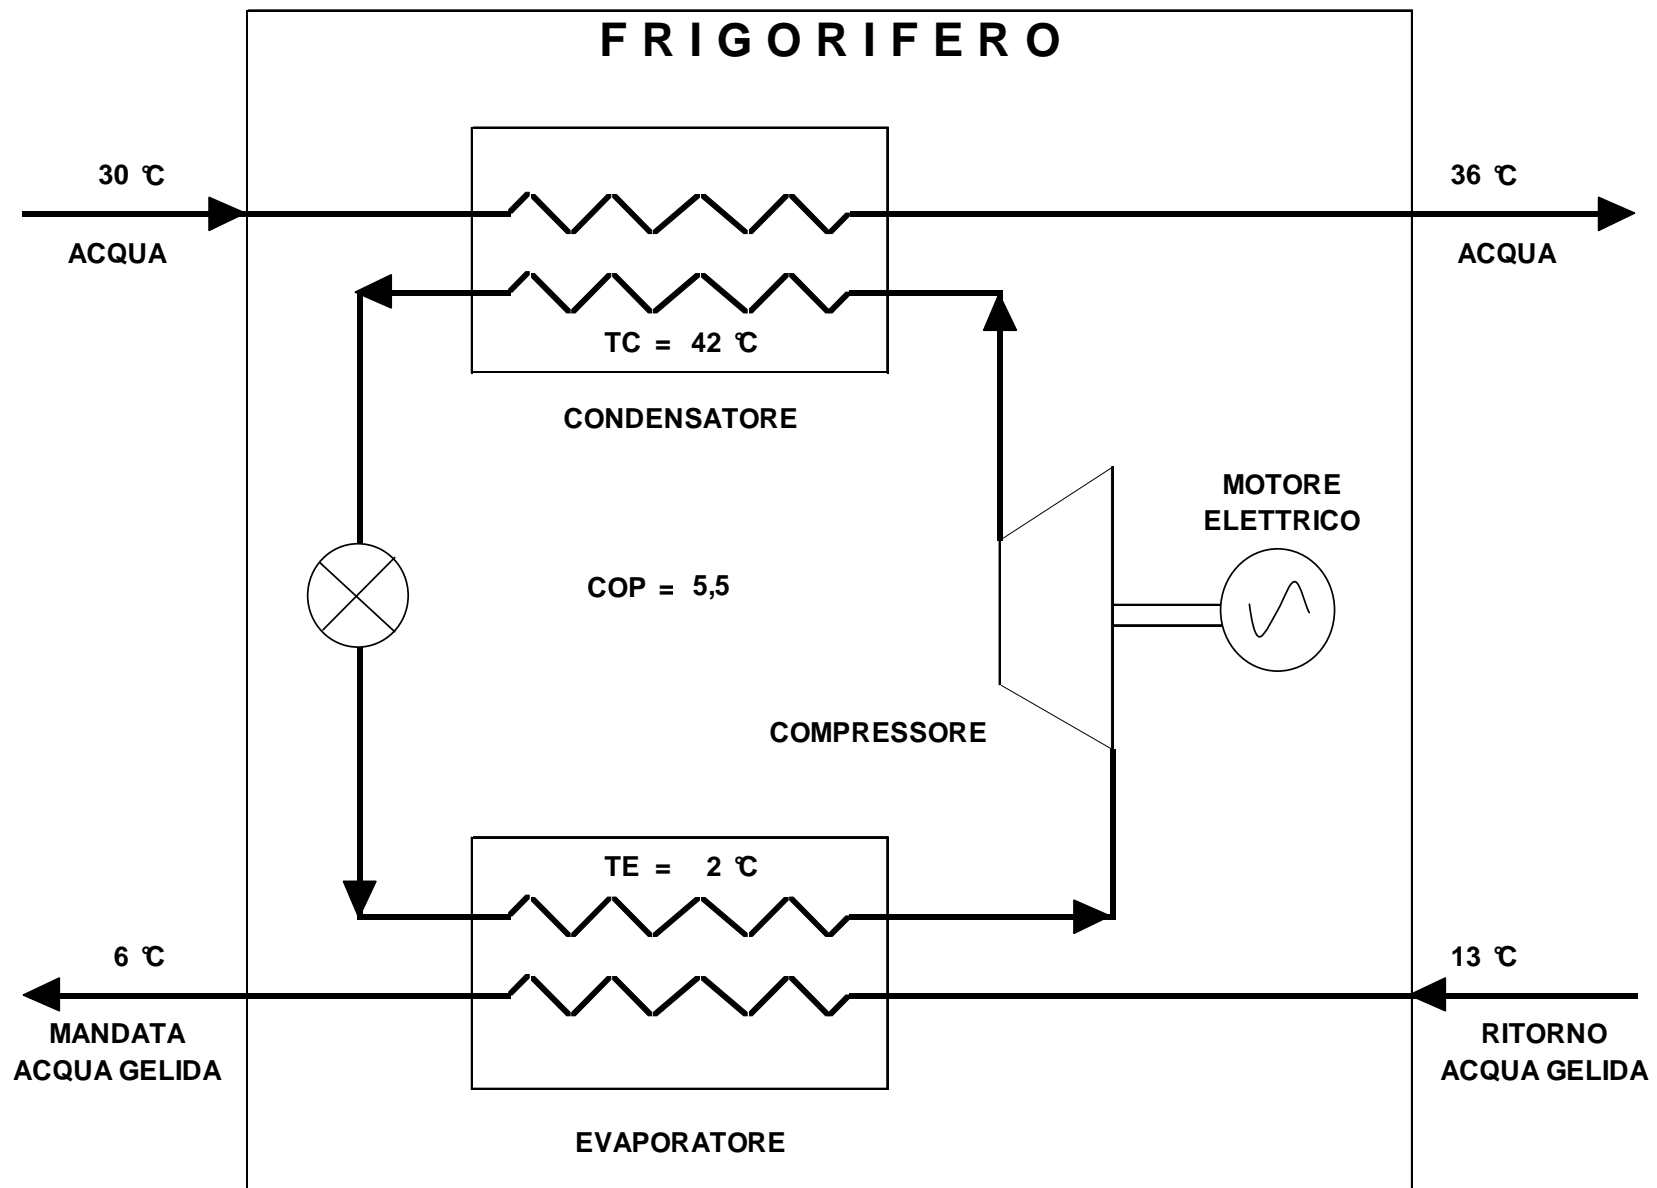 F R I G O R I F E R O
30 °C
36 °C
ACQUA
ACQUA
TC = 42 °C
CONDENSATORE
MOTORE
ELETTRICO
COP = 5,5
COMPRESSORE
TE = 2 °C
6 °C
13 °C
MANDATA
ACQUA GELIDA
RITORNO
ACQUA GELIDA
EVAPORATORE